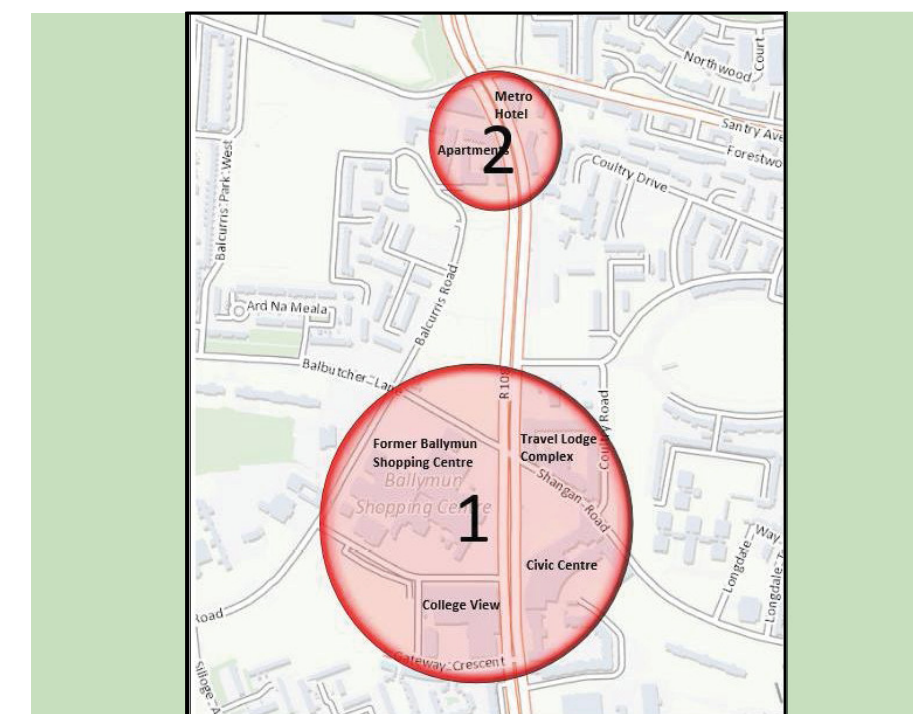 Northwood
Court
Metro
Hotel
Santry Ave
Forestwo
Apartments
2
Coultry Drive
Balcurris Park West
Balcurris Road
Ard Na Meala
Balbutcher Lane
R108
Coultry Road
Former Ballymun
Shopping Centre
Travel Lodge
Complex
Ballymun
Shopping Centre
Shangan Road
1
Way
Longdale
Longdale T
Civic Centre
College View
Road
Gateway Crescent
Silloge A